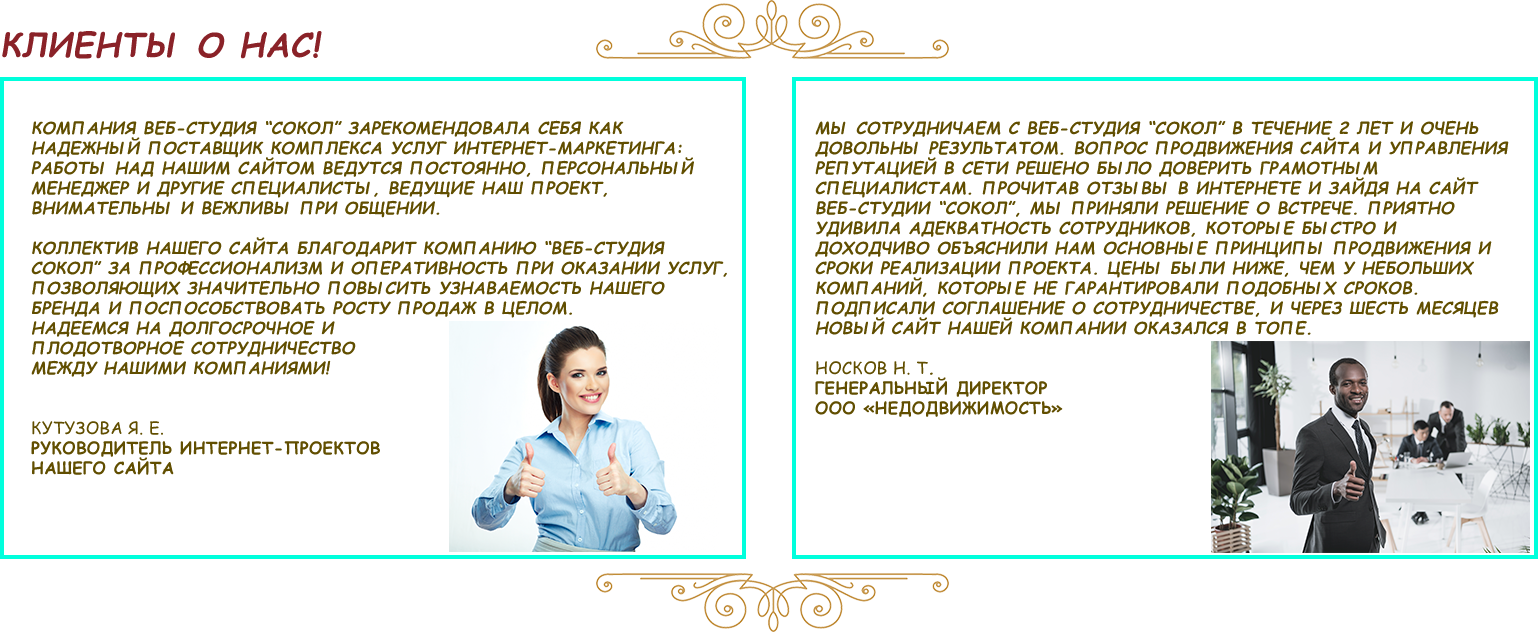 КЛИЕНТЫ О НАС!
КОМПАНИЯ ВЕБ-СТУДИЯ "СОКОЛ" ЗАРЕКОМЕНДОВАЛА СЕБЯ КАК
НАДЕЖНЫЙ ПОСТАВЩИК КОМПЛЕКСА УСЛУГ ИНТЕРНЕТ-МАРКЕТИНГА:
РАБОТЫ НАД НАШИМ САЙТОМ ВЕДУТСЯ ПОСТОЯННО, ПЕРСОНАЛЬНЫЙ
МЕНЕДЖЕР И ДРУГИЕ СПЕЦИАЛИСТЫ, ВЕДУЩИЕ НАШ ПРОЕКТ,
ВНИМАТЕЛЬНЫ И ВЕЖЛИВЫ ПРИ ОБЩЕНИИ.
КОЛЛЕКТИВ НАШЕГО САЙТА БЛАГОДАРИТ КОМПАНИЮ "ВЕБ-СТУДИЯ
СОКОЛ" ЗА ПРОФЕССИОНАЛИЗМ И ОПЕРАТИВНОСТЬ ПРИ ОКАЗАНИИ УСЛУГ,
ПОЗВОЛЯЮЩИХ ЗНАЧИТЕЛЬНО ПОВЫСИТЬ УЗНАВАЕМОСТЬ НАШЕГО
БРЕНДА И ПОСПОСОБСТВОВАТЬ РОСТУ ПРОДАЖ В ЦЕЛОМ.
НАДЕЕМСЯ НА ДОЛГОСРОЧНОЕ И
ПЛОДОТВОРНОЕ СОТРУДНИЧЕСТВО
МЕЖДУ НАШИМИ КОМПАНИЯМИ!
КУТУЗОВА Я. Е.
РУКОВОДИТЕЛЬ ИНТЕРНЕТ-ПРОЕКТОВ
НАШЕГО САЙТА
МЫ СОТРУДНИЧАЕМ С ВЕБ-СТУДИЯ "СОКОЛ" В ТЕЧЕНИЕ 2 ЛЕТ И ОЧЕНЬ
ДОВОЛЬНЫ РЕЗУЛЬТАТОМ. ВОПРОС ПРОДВИЖЕНИЯ САЙТА И УПРАВЛЕНИЯ
РЕПУТАЦИЕЙ В СЕТИ РЕШЕНО БЫЛО ДОВЕРИТЬ ГРАМОТНЫМ
СПЕЦИАЛИСТАМ. ПРОЧИТАВ ОТЗЫВЫ В ИНТЕРНЕТЕ И ЗАЙДЯ НА САЙТ
ВЕБ-СТУДИИ "СОКОЛ", МЫ ПРИНЯЛИ РЕШЕНИЕ О ВСТРЕЧЕ. ПРИЯТНО
УДИВИЛА АДЕКВАТНОСТЬ СОТРУДНИКОВ, КОТОРЫЕ БЫСТРО И
ДОХОДЧИВО ОБЪЯСНИЛИ НАМ ОСНОВНЫЕ ПРИНЦИПЫ ПРОДВИЖЕНИЯ И
СРОКИ РЕАЛИЗАЦИИ ПРОЕКТА. ЦЕНЫ БЫЛИ НИЖЕ, ЧЕМ У НЕБОЛЬШИХ
КОМПАНИЙ, КОТОРЫЕ НЕ ГАРАНТИРОВАЛИ ПОДОБНЫХ СРОКОВ.
ПОДПИСАЛИ СОГЛАШЕНИЕ О СОТРУДНИЧЕСТВЕ, И ЧЕРЕЗ ШЕСТЬ МЕСЯЦЕВ
НОВЫЙ САЙТ НАШЕЙ КОМПАНИИ ОКАЗАЛСЯ В ТОПЕ.
НОСКОВ Н. Т.
ГЕНЕРАЛЬНЫЙ ДИРЕКТОР
ООО «НЕДОДВИЖИМОСТЬ»